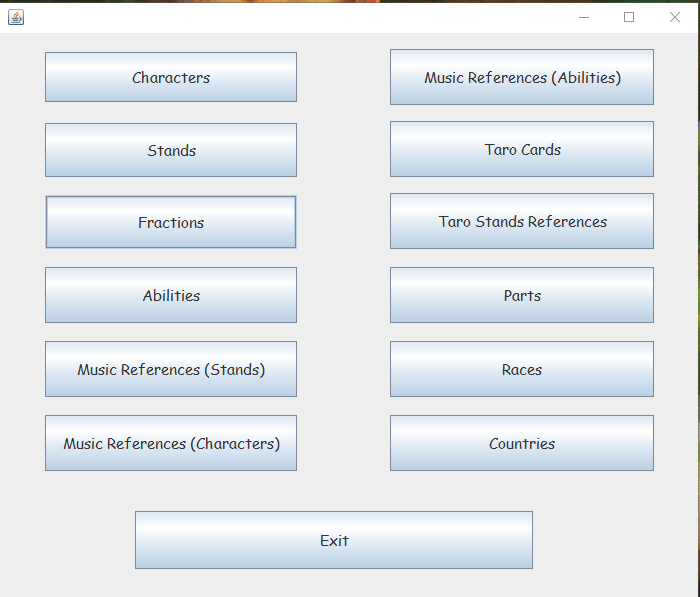 Characters
Stands
Fractions
Abilities
Music References (Stands)
Music References (Characters)
Music References (Abilities)
Taro Cards
Taro Stands References
Parts
Races
Countries
Exit